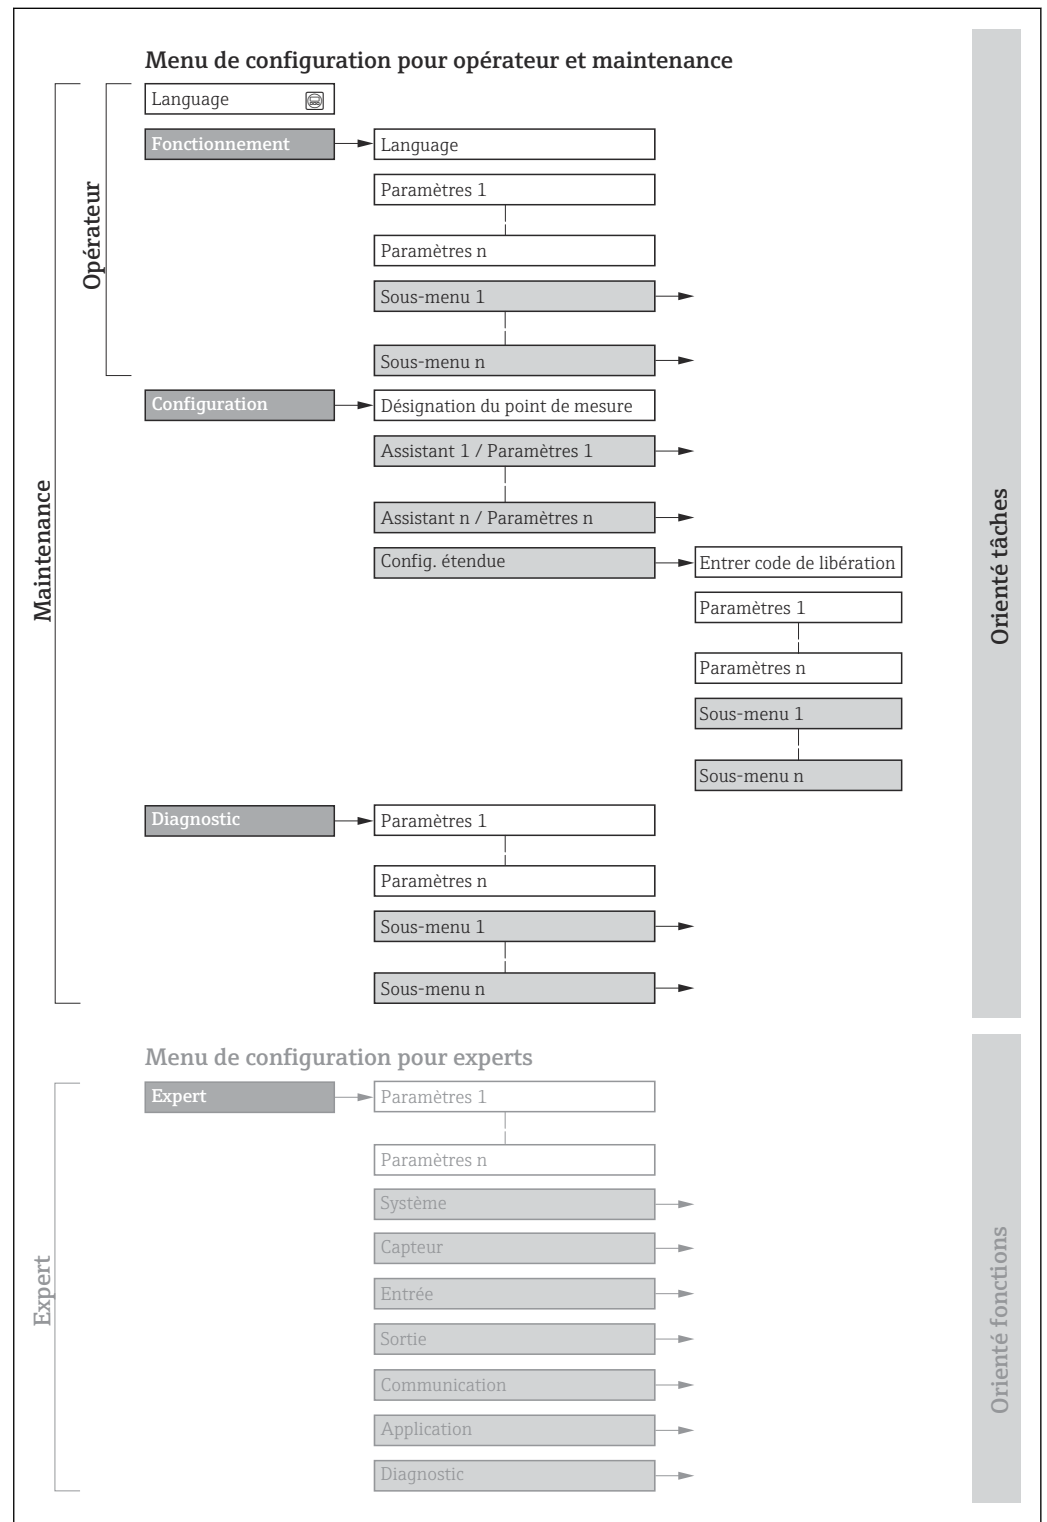 Menu de configuration pour opérateur et maintenance
Language
Fonctionnement
Language
Paramètres 1
Paramètres n
Sous-menu 1
Sous-menu n
Opérateur
Configuration
Désignation du point de mesure
Assistant 1 / Paramètres 1
Assistant n / Paramètres n
Config. étendue
Entrer code de libération
Paramètres 1
Paramètres n
Sous-menu 1
Sous-menu n
Maintenance
Orienté tâches
Diagnostic
Paramètres 1
Paramètres n
Sous-menu 1
Sous-menu n
Menu de configuration pour experts
Expert
Paramètres 1
Paramètres n
Système
Capteur
Entrée
Sortie
Communication
Application
Diagnostic
Expert
Orienté fonctions